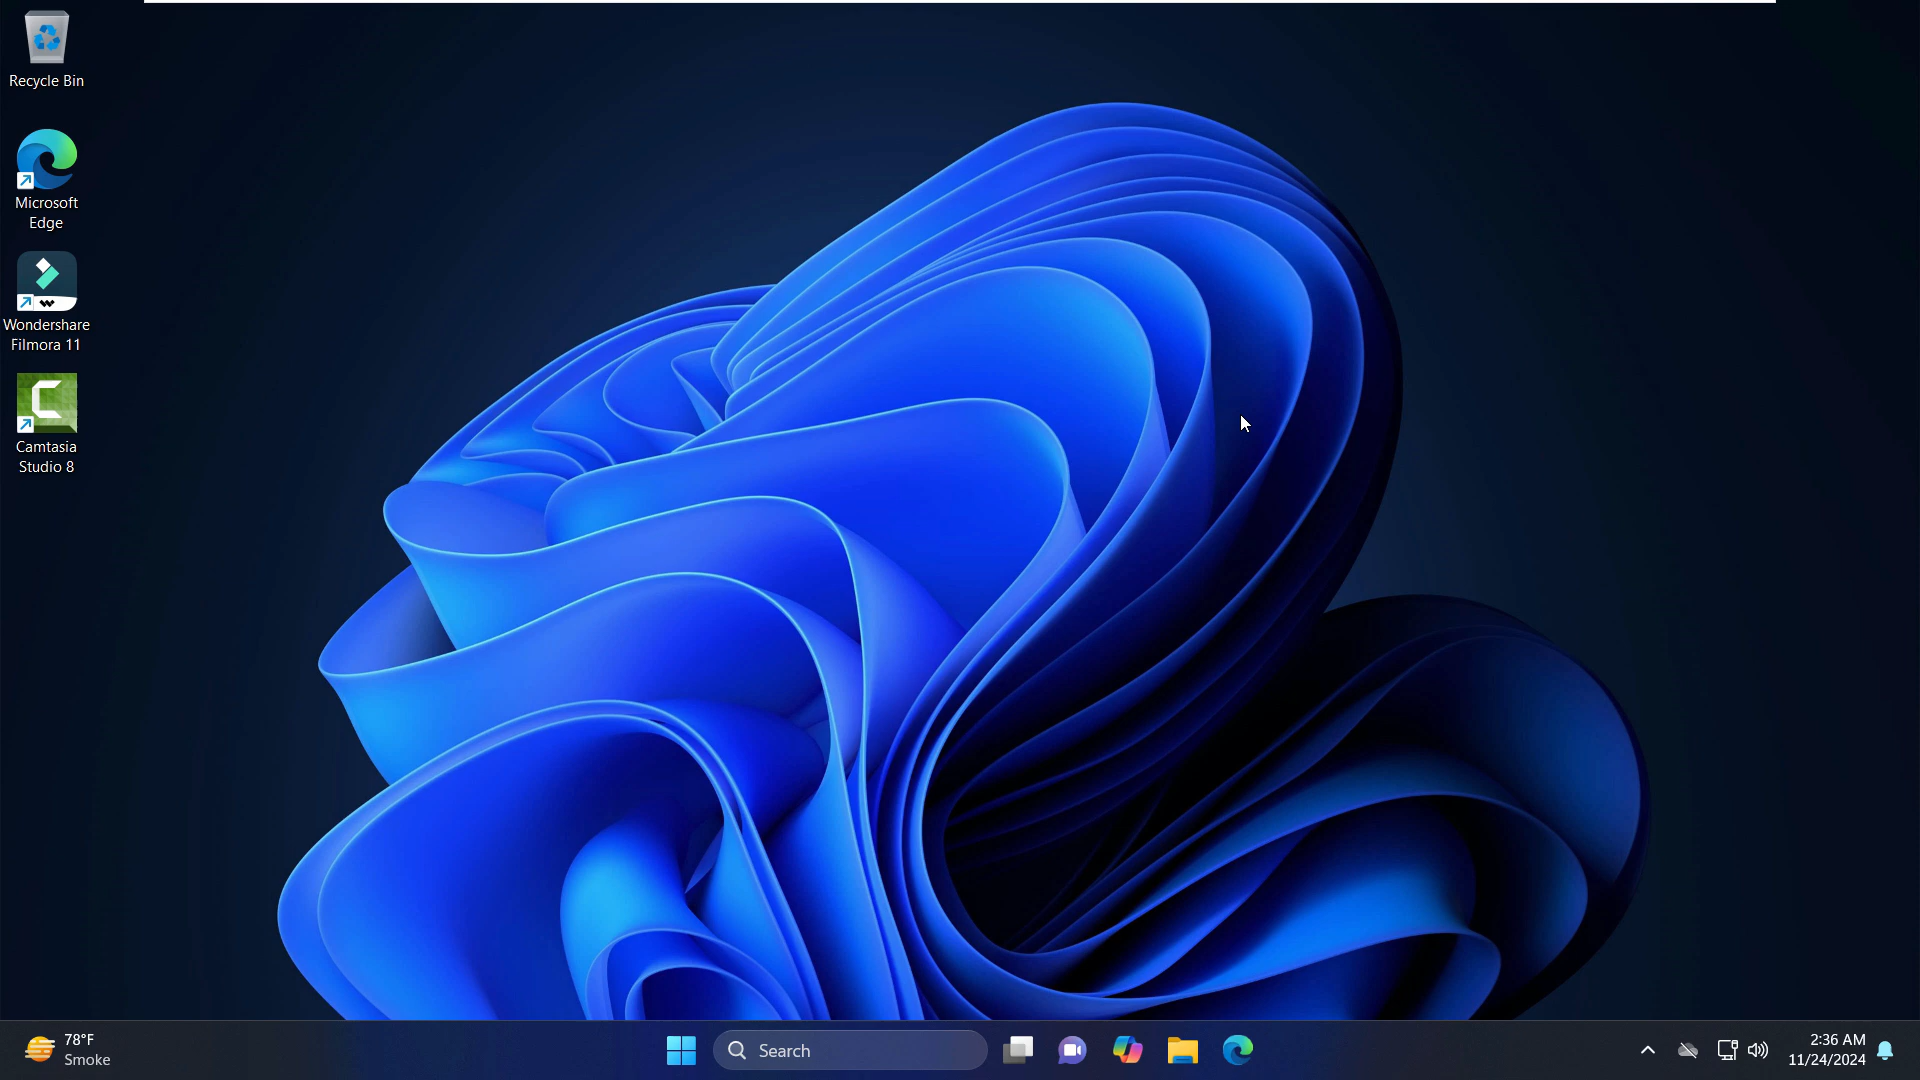 Recycle Bin
Microsoft
Edge
Wondershare
Filmora 11
Camtasia
Studio 8
78°F
Smoke
Search
2:36 AM
11/24/2024